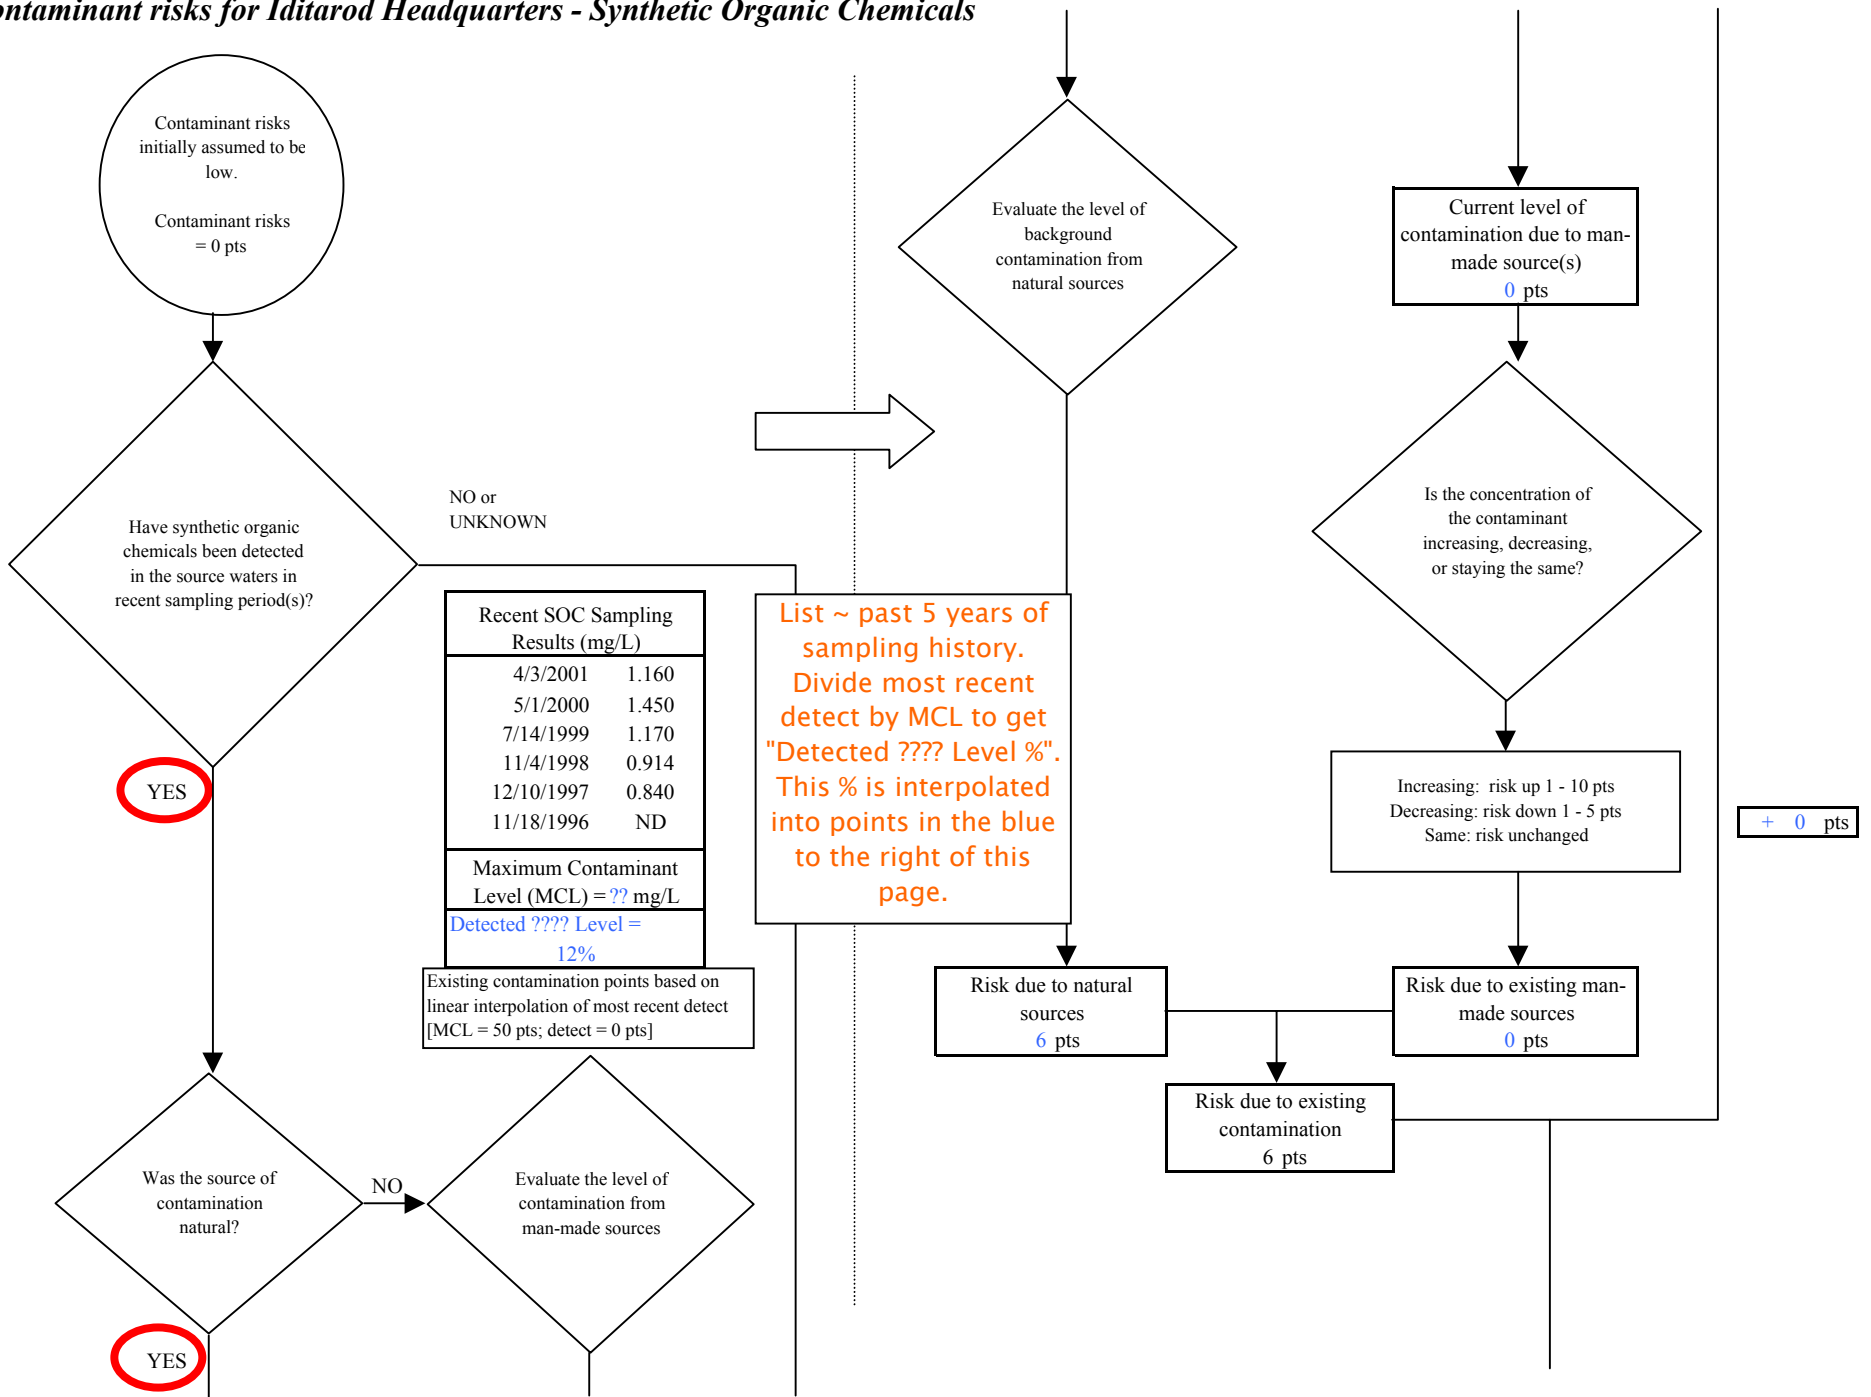 ontaminant risks for Iditarod Headquarters - Synthetic Organic Chemicals
Contaminant risks
initially assumed to be
low.
Contaminant risks
= 0 pts
Have synthetic organic
chemicals been detected
in the source waters in
recent sampling period(s)?
NO or
UNKNOWN
YES
Recent SOC Sampling
Results (mg/L)
4/3/2001 1.160
5/1/2000 1.450
7/14/1999 1.170
11/4/1998 0.914
12/10/1997 0.840
11/18/1996 ND
Maximum Contaminant
Level (MCL) = ?? mg/L
Detected ???? Level =
12%
Existing contamination points based on
linear interpolation of most recent detect
[MCL = 50 pts; detect = 0 pts]
Was the source of
contamination
natural?
NO
YES
Evaluate the level of
contamination from
man-made sources
List ~ past 5 years of
sampling history.
Divide most recent
detect by MCL to get
"Detected ???? Level %".
This % is interpolated
into points in the blue
to the right of this
page.
Evaluate the level of
background
contamination from
natural sources
Risk due to natural
sources
6 pts
Current level of
contamination due to man-
made source(s)
0 pts
Is the concentration of
the contaminant
increasing, decreasing,
or staying the same?
Increasing: risk up 1 - 10 pts
Decreasing: risk down 1 - 5 pts
Same: risk unchanged
+ 0 pts
Risk due to existing man-
made sources
0 pts
Risk due to existing
contamination
6 pts